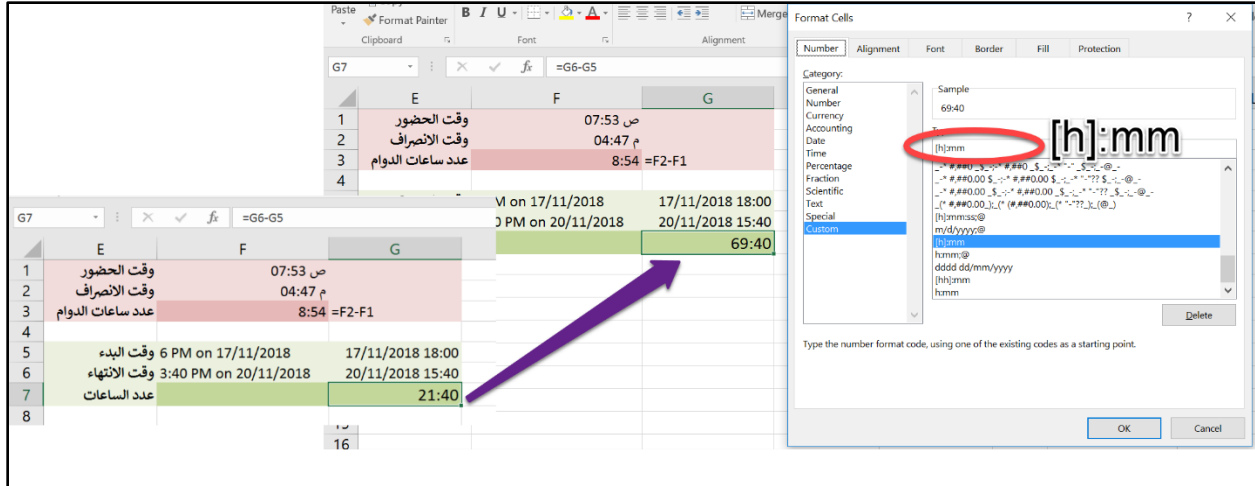 Paste
Format Painter
B I U A
Merge
Clipboard Font Alignment
G7 fx =G6-G5
E F G
1 وقت الحضور 07:53 ص
2 وقت الانصراف 04:47 م
3 عدد ساعات الدوام 8:54 =F2-F1
4
M on 17/11/2018 17/11/2018 18:00
0 PM on 20/11/2018 20/11/2018 15:40
69:40
16
G7 fx =G6-G5
E F G
1 وقت الحضور 07:53 ص
2 وقت الانصراف 04:47 م
3 عدد ساعات الدوام 8:54 =F2-F1
4
5 وقت البدء 6 PM on 17/11/2018 17/11/2018 18:00
6 وقت الانتهاء 3:40 PM on 20/11/2018 20/11/2018 15:40
7 عدد الساعات 21:40
8
Format Cells ?
Number Alignment Font Border Fill Protection
Category:
General
Number
Currency
Accounting
Date
Time
Percentage
Fraction
Scientific
Text
Special
Custom
Sample
69:40
[h]:mm
[h]:mm
[h]:mm:ss;@
m/d/yyyy;@
[h]:mm
h:mm;@
dddd dd/mm/yyyy
[hh]:mm
h:mm
Delete
Type the number format code, using one of the existing codes as a starting point.
OK Cancel